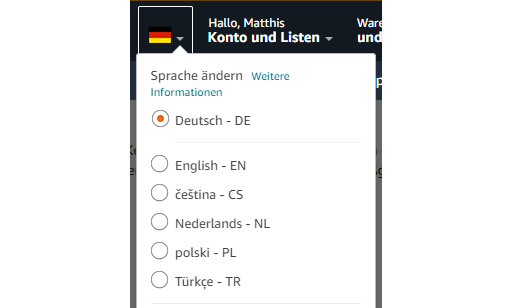 Hallo, Matthis
Konto und Listen
Ware
und
Sprache ändern Weitere
Informationen
Deutsch - DE
English - EN
čeština - CS
Nederlands - NL
polski - PL
Türkçe - TR